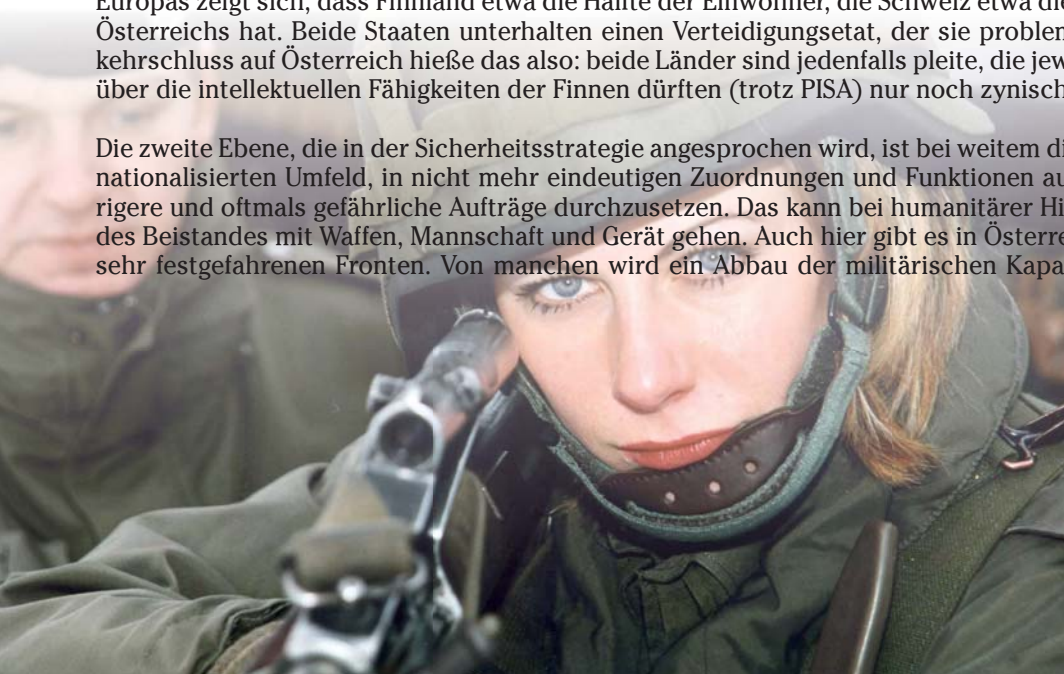 Europas zeigt sich, dass Finnland etwa die Hälfte der Einwohner, die Schweiz etwa die
Österreichs hat. Beide Staaten unterhalten einen Verteidigungsetat, der sie problem
kehrschluss auf Österreich hieße das also: beide Länder sind jedenfalls pleite, die jew
über die intellektuellen Fähigkeiten der Finnen dürften (trotz PISA) nur noch zynisch
Die zweite Ebene, die in der Sicherheitsstrategie angesprochen wird, ist bei weitem di
nationalisierten Umfeld, in nicht mehr eindeutigen Zuordnungen und Funktionen au
rigere und oftmals gefährliche Aufträge durchzusetzen. Das kann bei humanitärer Hi
des Beistandes mit Waffen, Mannschaft und Gerät gehen. Auch hier gibt es in Österre
sehr festgefahrenen Fronten. Von manchen wird ein Abbau der militärischen Kapa